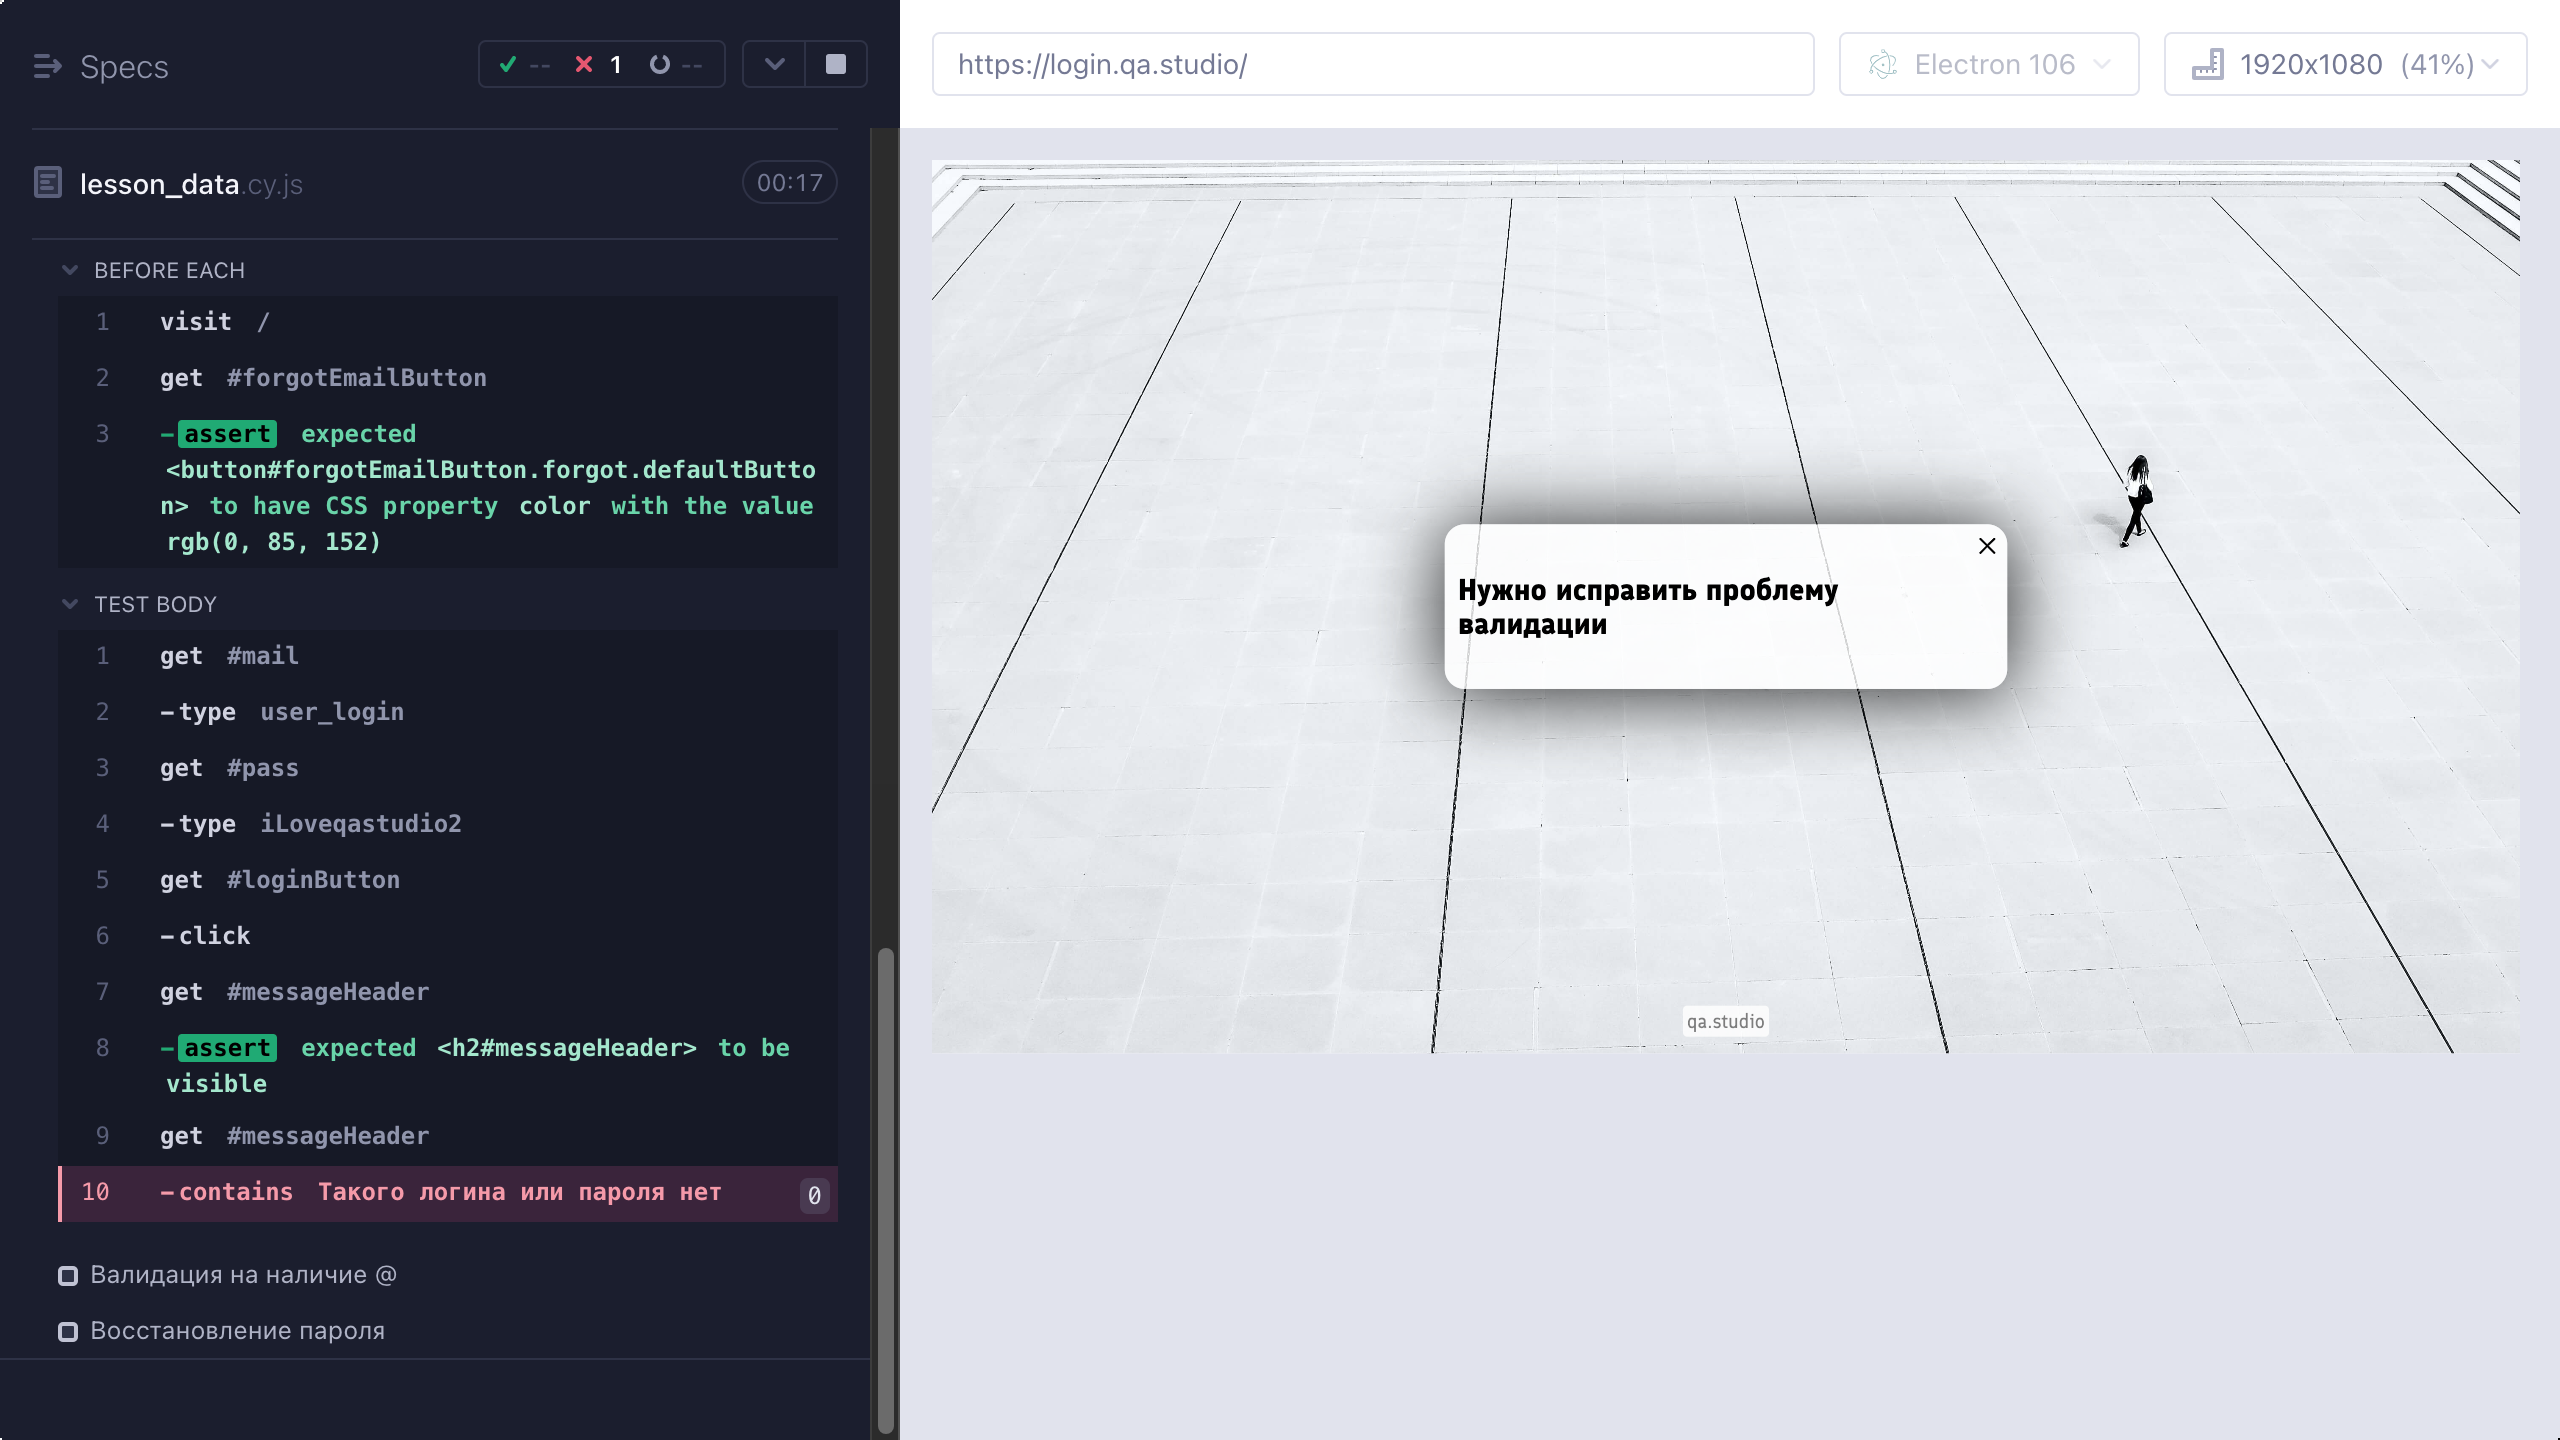 Specs
-- 1 --
https://login.qa.studio/
Electron 106
1920x1080 (41%)
lesson_data.cy.js
00:17
BEFORE EACH
1 visit /
2 get #forgotEmailButton
3 -assert expected
<button#forgotEmailButton.forgot.defaultButto
n> to have CSS property color with the value
rgb(0, 85, 152)
TEST BODY
1 get #mail
2 -type user_login
3 get #pass
4 -type iLoveqastudio2
5 get #loginButton
6 -click
7 get #messageHeader
8 -assert expected <h2#messageHeader> to be
visible
9 get #messageHeader
10 -contains Такого логина или пароля нет 0
Валидация на наличие @
Восстановление пароля
Нужно исправить проблему
валидации
qa.studio